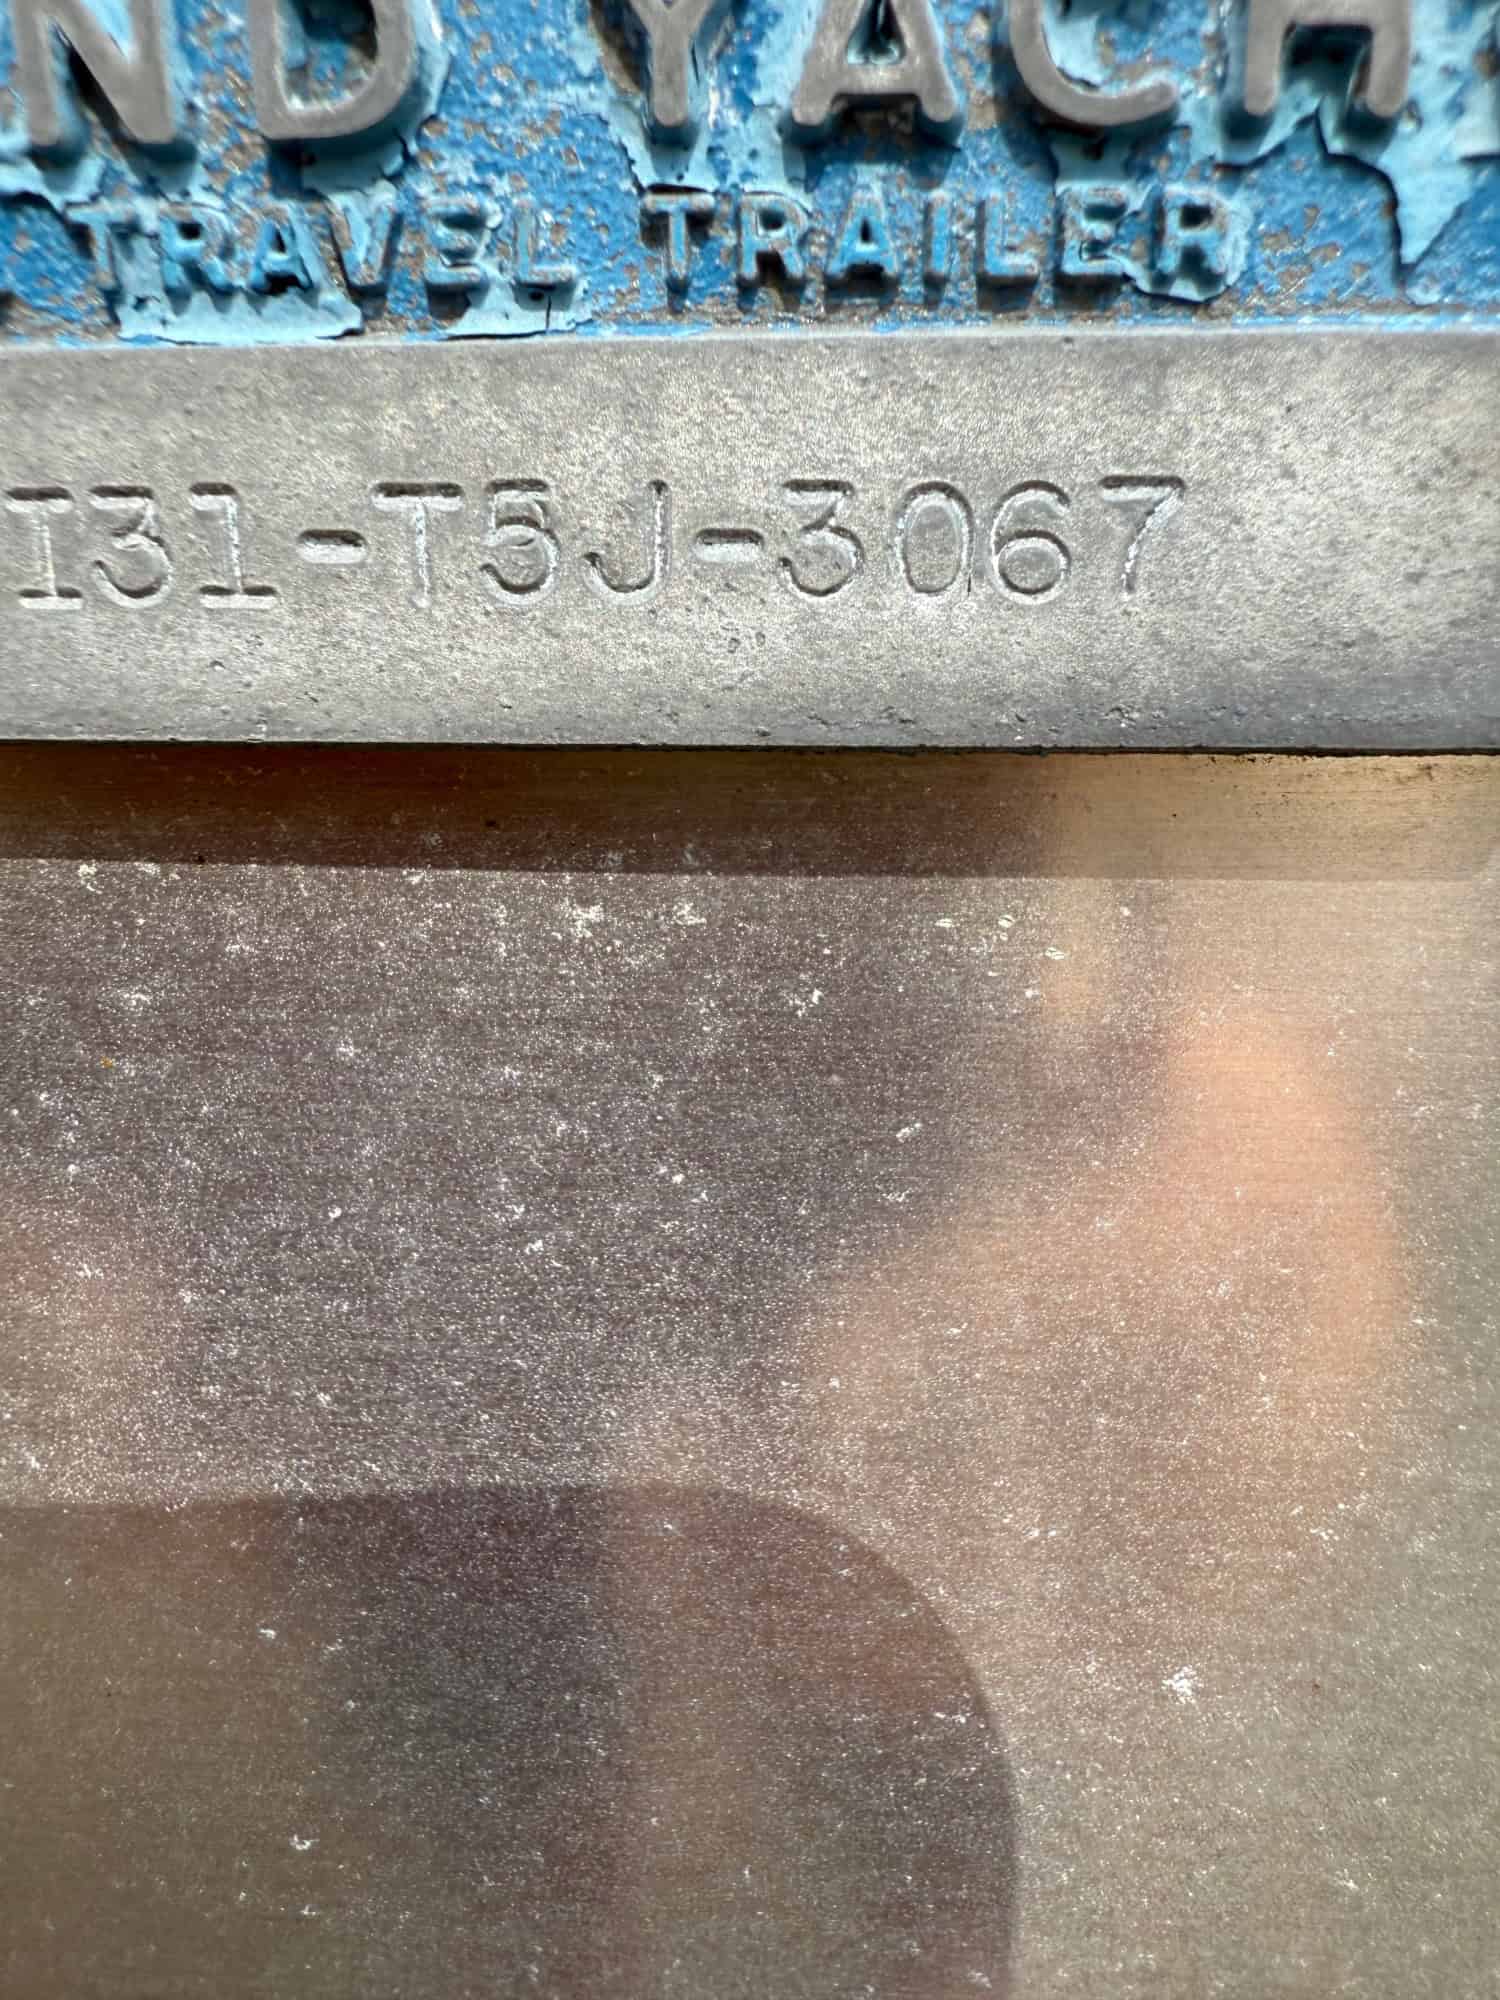 ND YACH
TRAVEL TRAILER
I31-T5J-3067